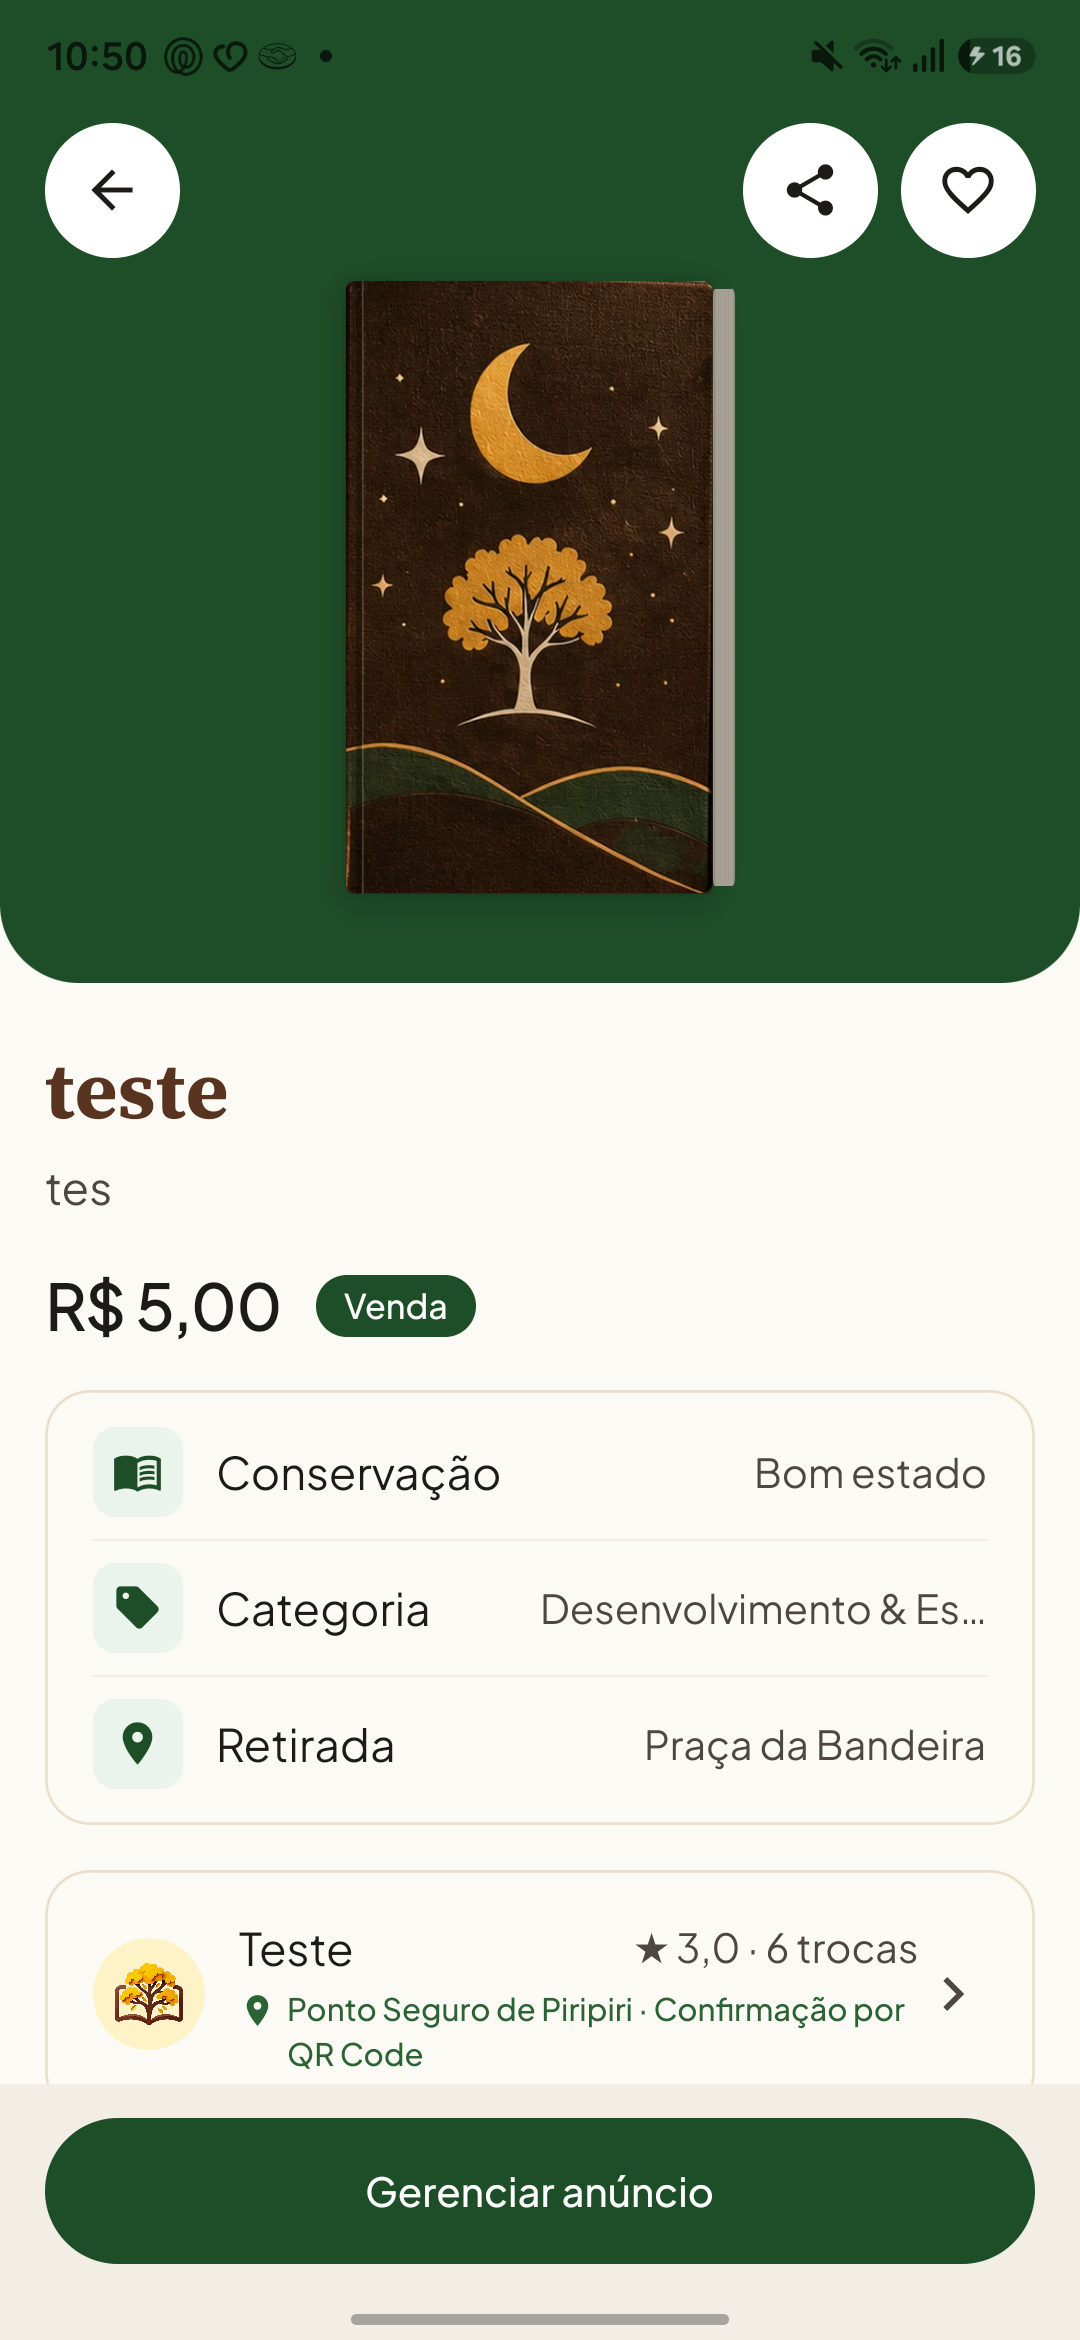 10:50
16
teste
tes
R$ 5,00 Venda
Conservação Bom estado
Categoria Desenvolvimento & Es...
Retirada Praça da Bandeira
Teste ★ 3,0 · 6 trocas
Ponto Seguro de Piripiri · Confirmação por
QR Code
Gerenciar anúncio